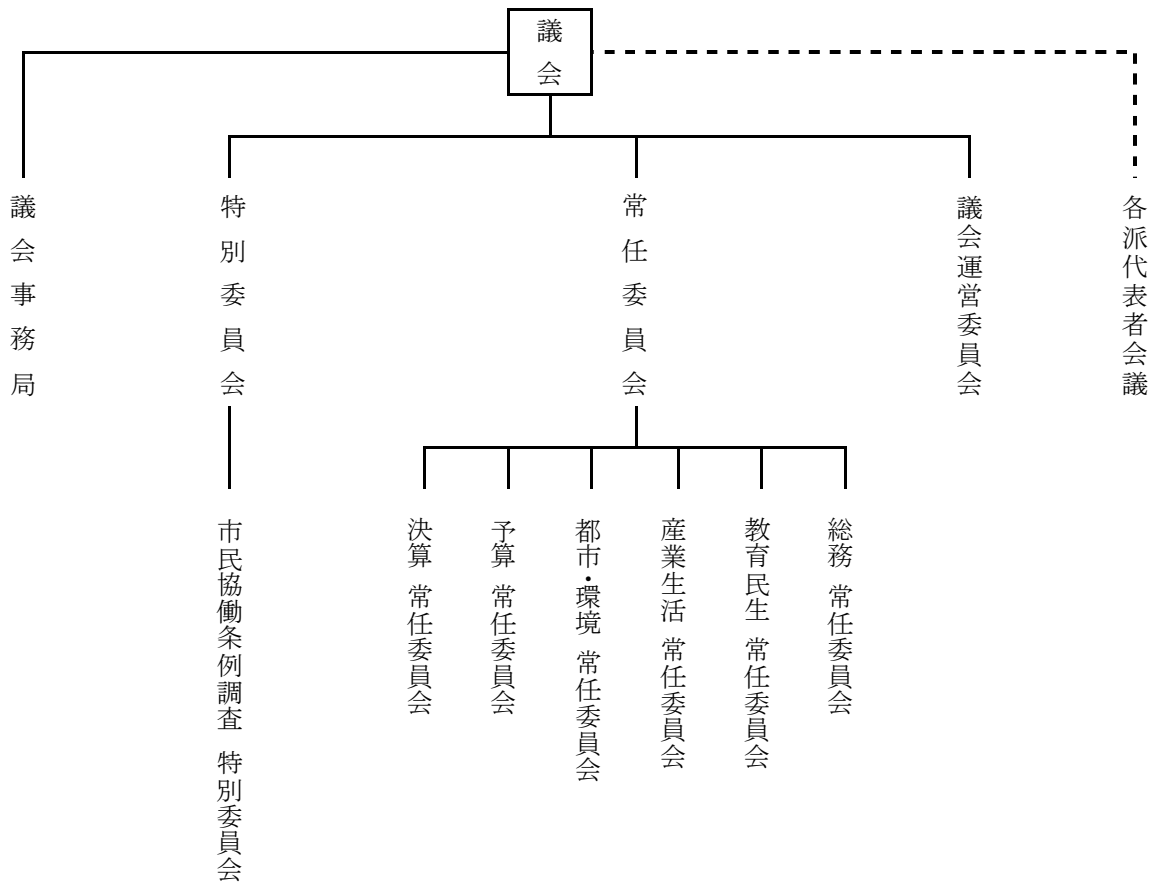 議会
各派代表者会議
議会運営委員会
常任委員会
特別委員会
議会事務局
総務 常任委員会
教育民生 常任委員会
産業生活 常任委員会
都市・環境 常任委員会
予算 常任委員会
決算 常任委員会
市民協働条例調査 特別委員会